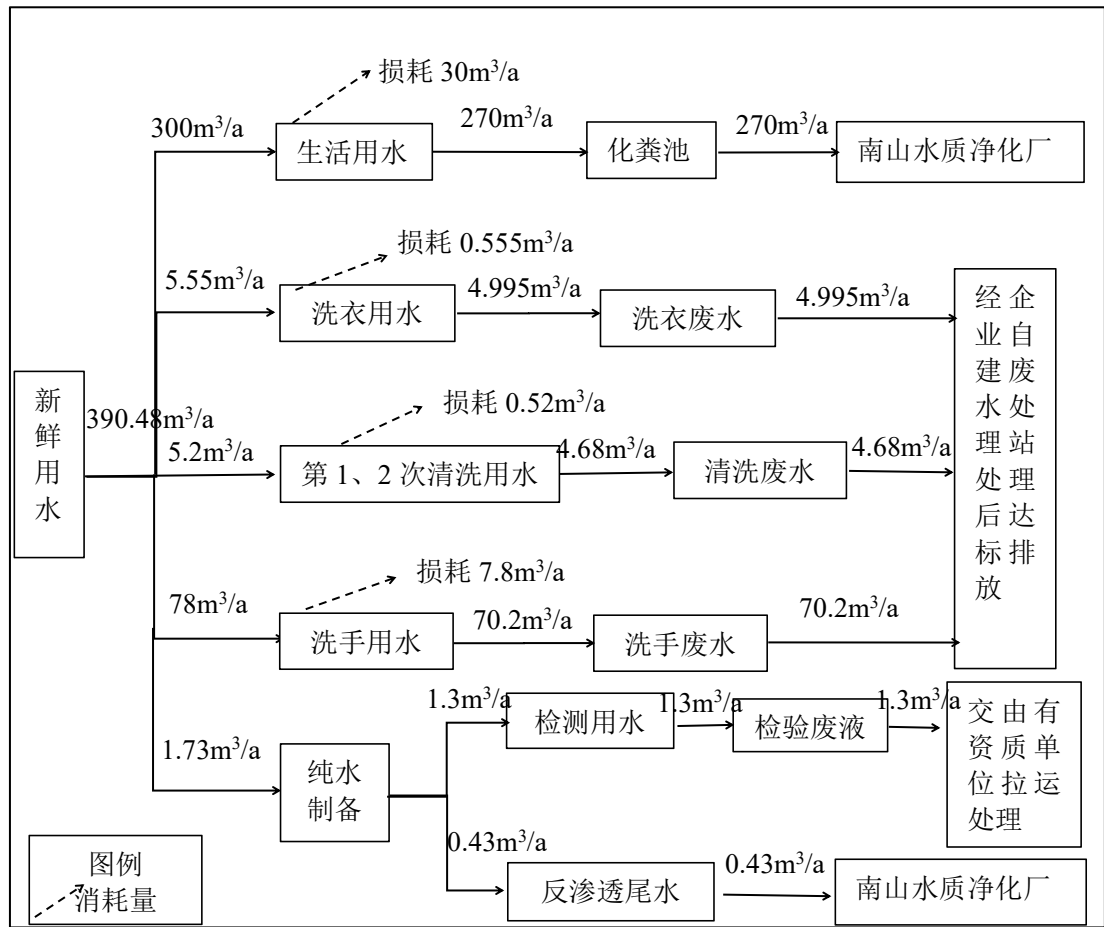 损耗 30m³/a
300m³/a
生活用水
270m³/a
化粪池
270m³/a
南山水质净化厂
损耗 0.555m³/a
5.55m³/a
洗衣用水
4.995m³/a
洗衣废水
4.995m³/a
经企
业自
建废
水处
理站
处理
后达
标排
放
新
鲜
用
水
390.48m³/a
损耗 0.52m³/a
5.2m³/a
第 1、2 次清洗用水
4.68m³/a
清洗废水
4.68m³/a
损耗 7.8m³/a
78m³/a
洗手用水
70.2m³/a
洗手废水
70.2m³/a
1.73m³/a
纯水
制备
1.3m³/a
检测用水
1.3m³/a
检验废液
1.3m³/a
交由有
资质单
位拉运
处理
0.43m³/a
反渗透尾水
0.43m³/a
南山水质净化厂
图例
消耗量